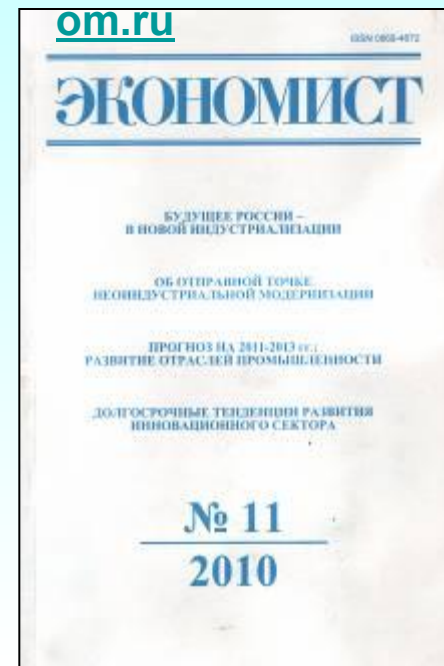 om.ru
ISSN 0868-4672
ЭКОНОМИСТ
БУДУЩЕЕ РОССИИ –
В НОВОЙ ИНДУСТРИАЛИЗАЦИИ
ОБ ОТПРАВНОЙ ТОЧКЕ
НЕОИНДУСТРИАЛЬНОЙ МОДЕРНИЗАЦИИ
ПРОГНОЗ НА 2011-2013 гг.:
РАЗВИТИЕ ОТРАСЛЕЙ ПРОМЫШЛЕННОСТИ
ДОЛГОСРОЧНЫЕ ТЕНДЕНЦИИ РАЗВИТИЯ
ИННОВАЦИОННОГО СЕКТОРА
№ 11
2010